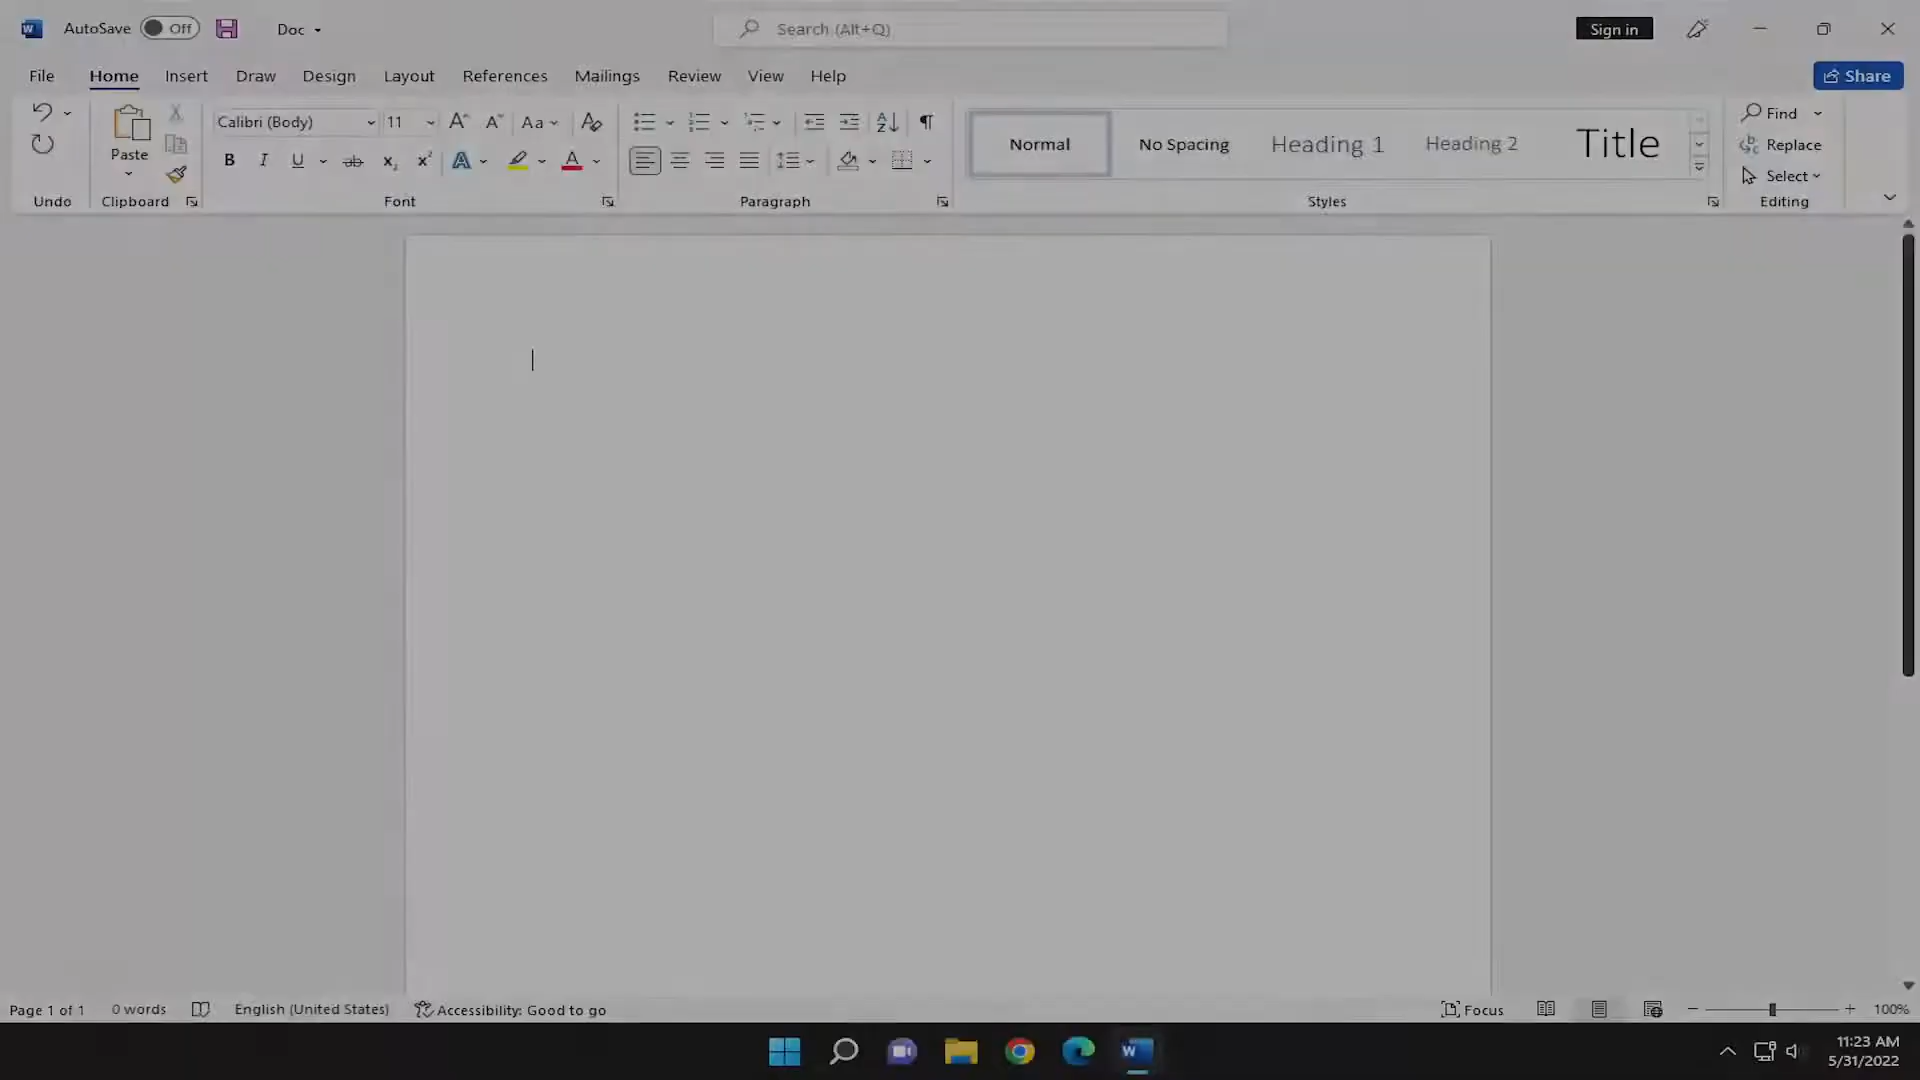 AutoSave Off Doc Search (Alt+Q) Sign in
File Home Insert Draw Design Layout References Mailings Review View Help Share
Calibri (Body) 11 Aa Find
Paste Normal No Spacing Heading 1 Heading 2 Title Replace
B I U ab x₂ x² A A Select
Undo Clipboard Font Paragraph Styles Editing
Page 1 of 1 0 words English (United States) Accessibility: Good to go Focus 100%
11:23 AM
5/31/2022